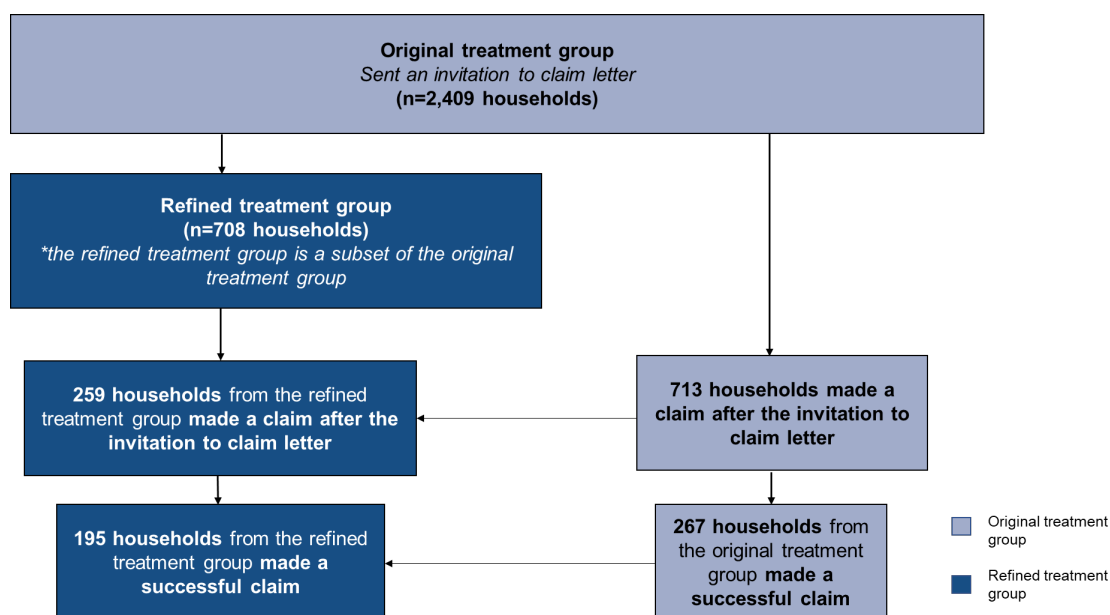 Original treatment group
Sent an invitation to claim letter
(n=2,409 households)
Refined treatment group
(n=708 households)
*the refined treatment group is a subset of the original
treatment group
259 households from the refined
treatment group made a claim after the
invitation to claim letter
713 households made a
claim after the invitation to
claim letter
195 households from the refined
treatment group made a
successful claim
267 households from
the original treatment
group made a
successful claim
Original treatment
group
Refined treatment
group